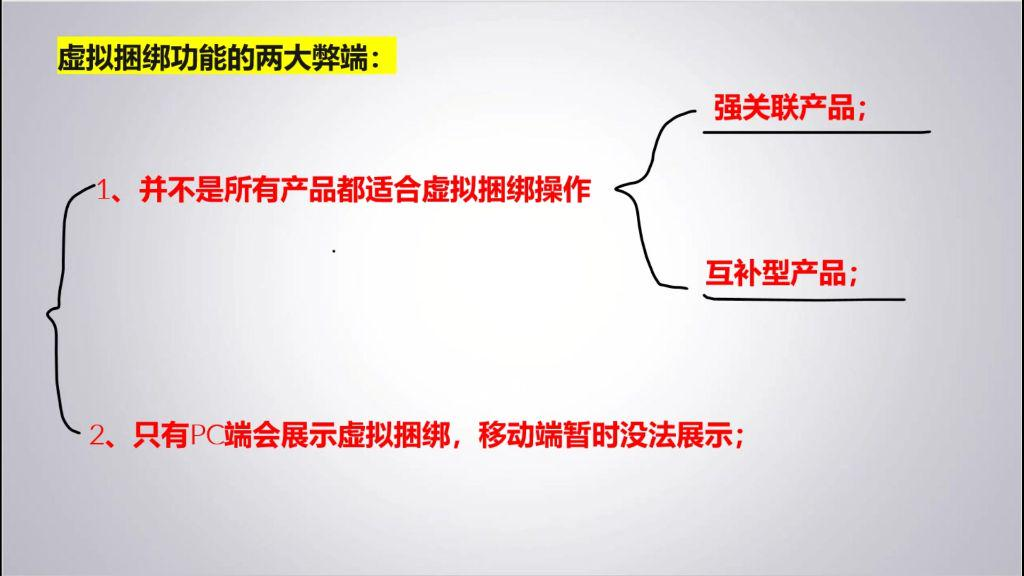 虚拟捆绑功能的两大弊端：
强关联产品；
1、并不是所有产品都适合虚拟捆绑操作
互补型产品；
2、只有PC端会展示虚拟捆绑，移动端暂时没法展示；